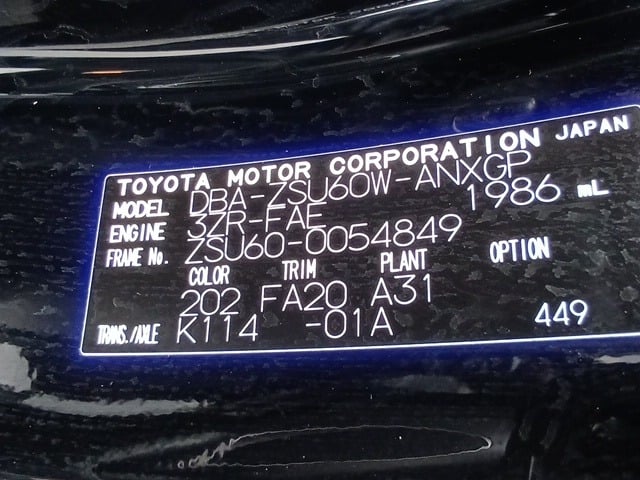 TOYOTA MOTOR CORPORATION JAPAN
MODEL DBA-ZSU60W-ANXGP
ENGINE 3ZR-FAE 1986 mL
FRAME No. ZSU60-0054849
COLOR TRIM PLANT OPTION
202 FA20 A31
TRANS./AXLE K114 -01A 449